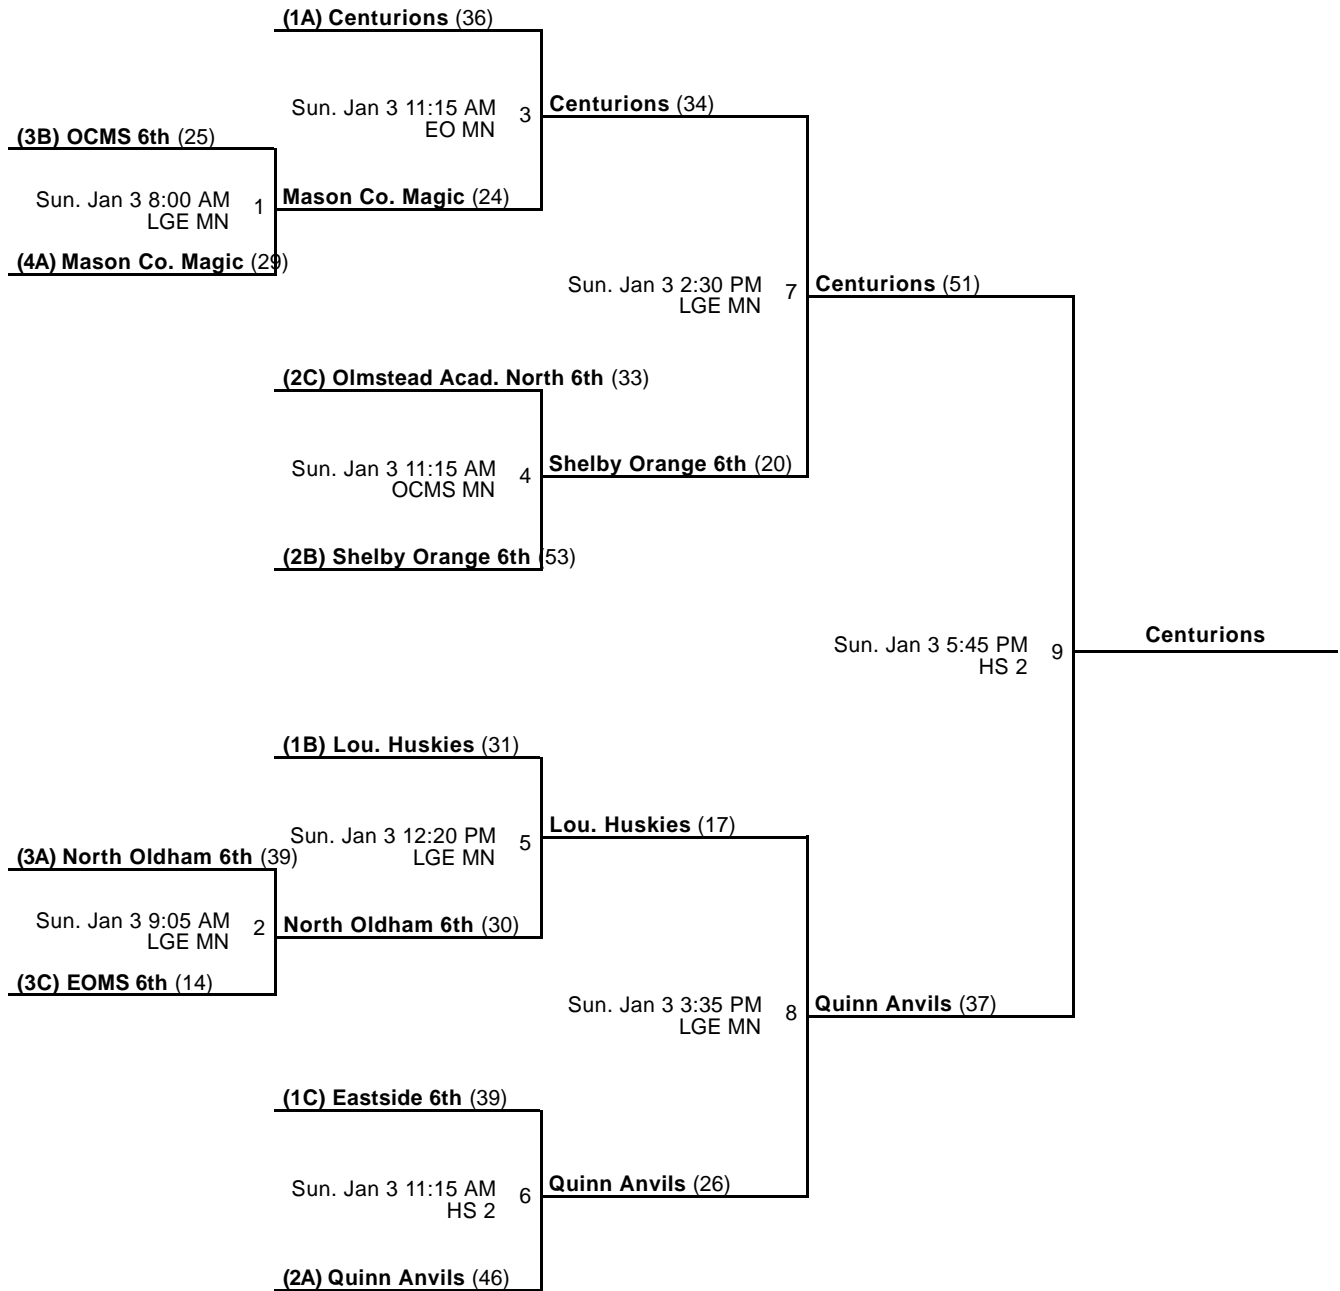 (1A) Centurions (36)
Sun. Jan 3 11:15 AM
EO MN
3
Centurions (34)
(3B) OCMS 6th (25)
Sun. Jan 3 8:00 AM
LGE MN
1
Mason Co. Magic (24)
(4A) Mason Co. Magic (29)
Sun. Jan 3 2:30 PM
LGE MN
7
Centurions (51)
(2C) Olmstead Acad. North 6th (33)
Sun. Jan 3 11:15 AM
OCMS MN
4
Shelby Orange 6th (20)
(2B) Shelby Orange 6th (53)
Sun. Jan 3 5:45 PM
HS 2
9
Centurions
(1B) Lou. Huskies (31)
Sun. Jan 3 12:20 PM
LGE MN
5
Lou. Huskies (17)
(3A) North Oldham 6th (39)
Sun. Jan 3 9:05 AM
LGE MN
2
North Oldham 6th (30)
(3C) EOMS 6th (14)
Sun. Jan 3 3:35 PM
LGE MN
8
Quinn Anvils (37)
(1C) Eastside 6th (39)
Sun. Jan 3 11:15 AM
HS 2
6
Quinn Anvils (26)
(2A) Quinn Anvils (46)